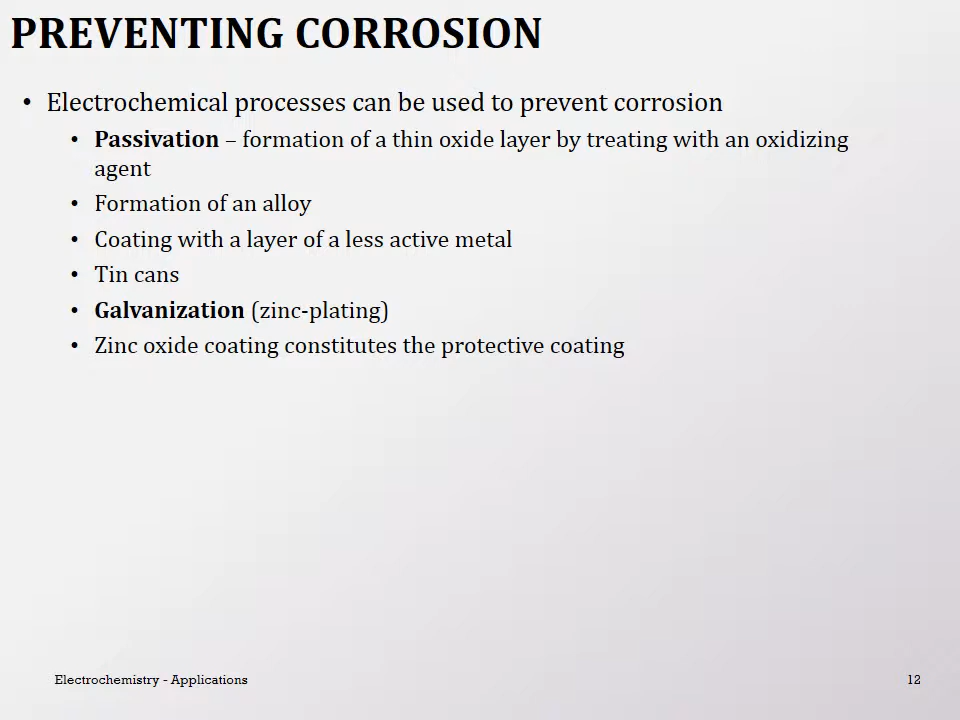 PREVENTING CORROSION
• Electrochemical processes can be used to prevent corrosion
• Passivation – formation of a thin oxide layer by treating with an oxidizing
agent
• Formation of an alloy
• Coating with a layer of a less active metal
• Tin cans
• Galvanization (zinc-plating)
• Zinc oxide coating constitutes the protective coating
Electrochemistry - Applications
12